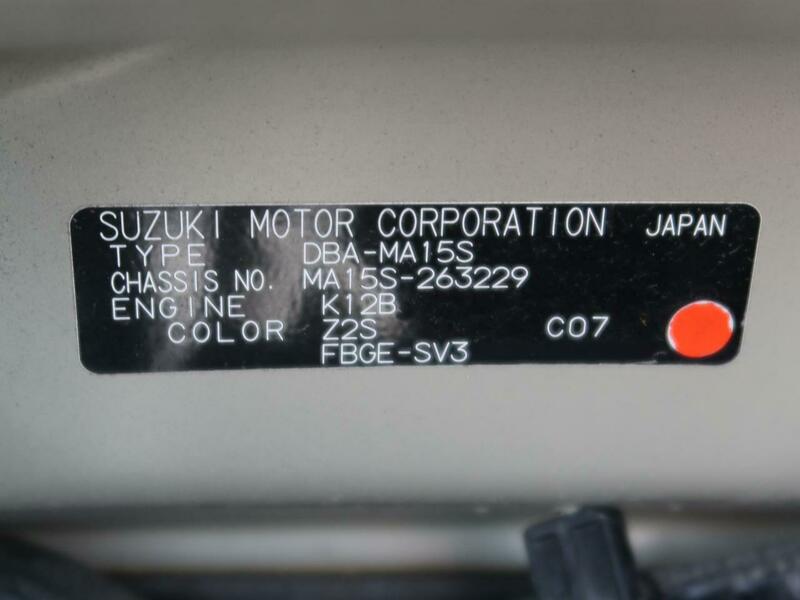 SUZUKI MOTOR CORPORATION JAPAN
TYPE DBA-MA15S
CHASSIS NO. MA15S-263229
ENGINE K12B
COLOR Z2S C07
FBGE-SV3